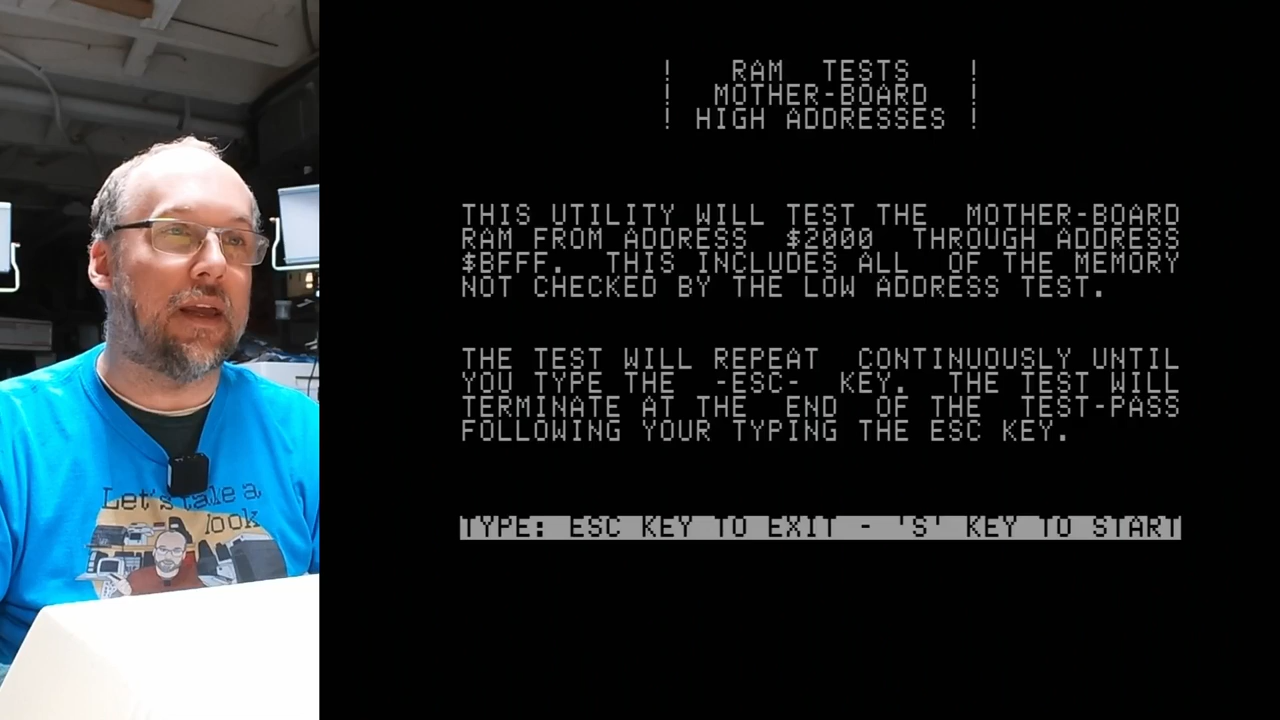 ! RAM TESTS !
! MOTHER-BOARD !
! HIGH ADDRESSES !
THIS UTILITY WILL TEST THE MOTHER-BOARD
RAM FROM ADDRESS $2000 THROUGH ADDRESS
$BFFF. THIS INCLUDES ALL OF THE MEMORY
NOT CHECKED BY THE LOW ADDRESS TEST.
THE TEST WILL REPEAT CONTINUOUSLY UNTIL
YOU TYPE THE -ESC- KEY. THE TEST WILL
TERMINATE AT THE END OF THE TEST-PASS
FOLLOWING YOUR TYPING THE ESC KEY.
TYPE: ESC KEY TO EXIT - 'S' KEY TO START
Let's take a
look